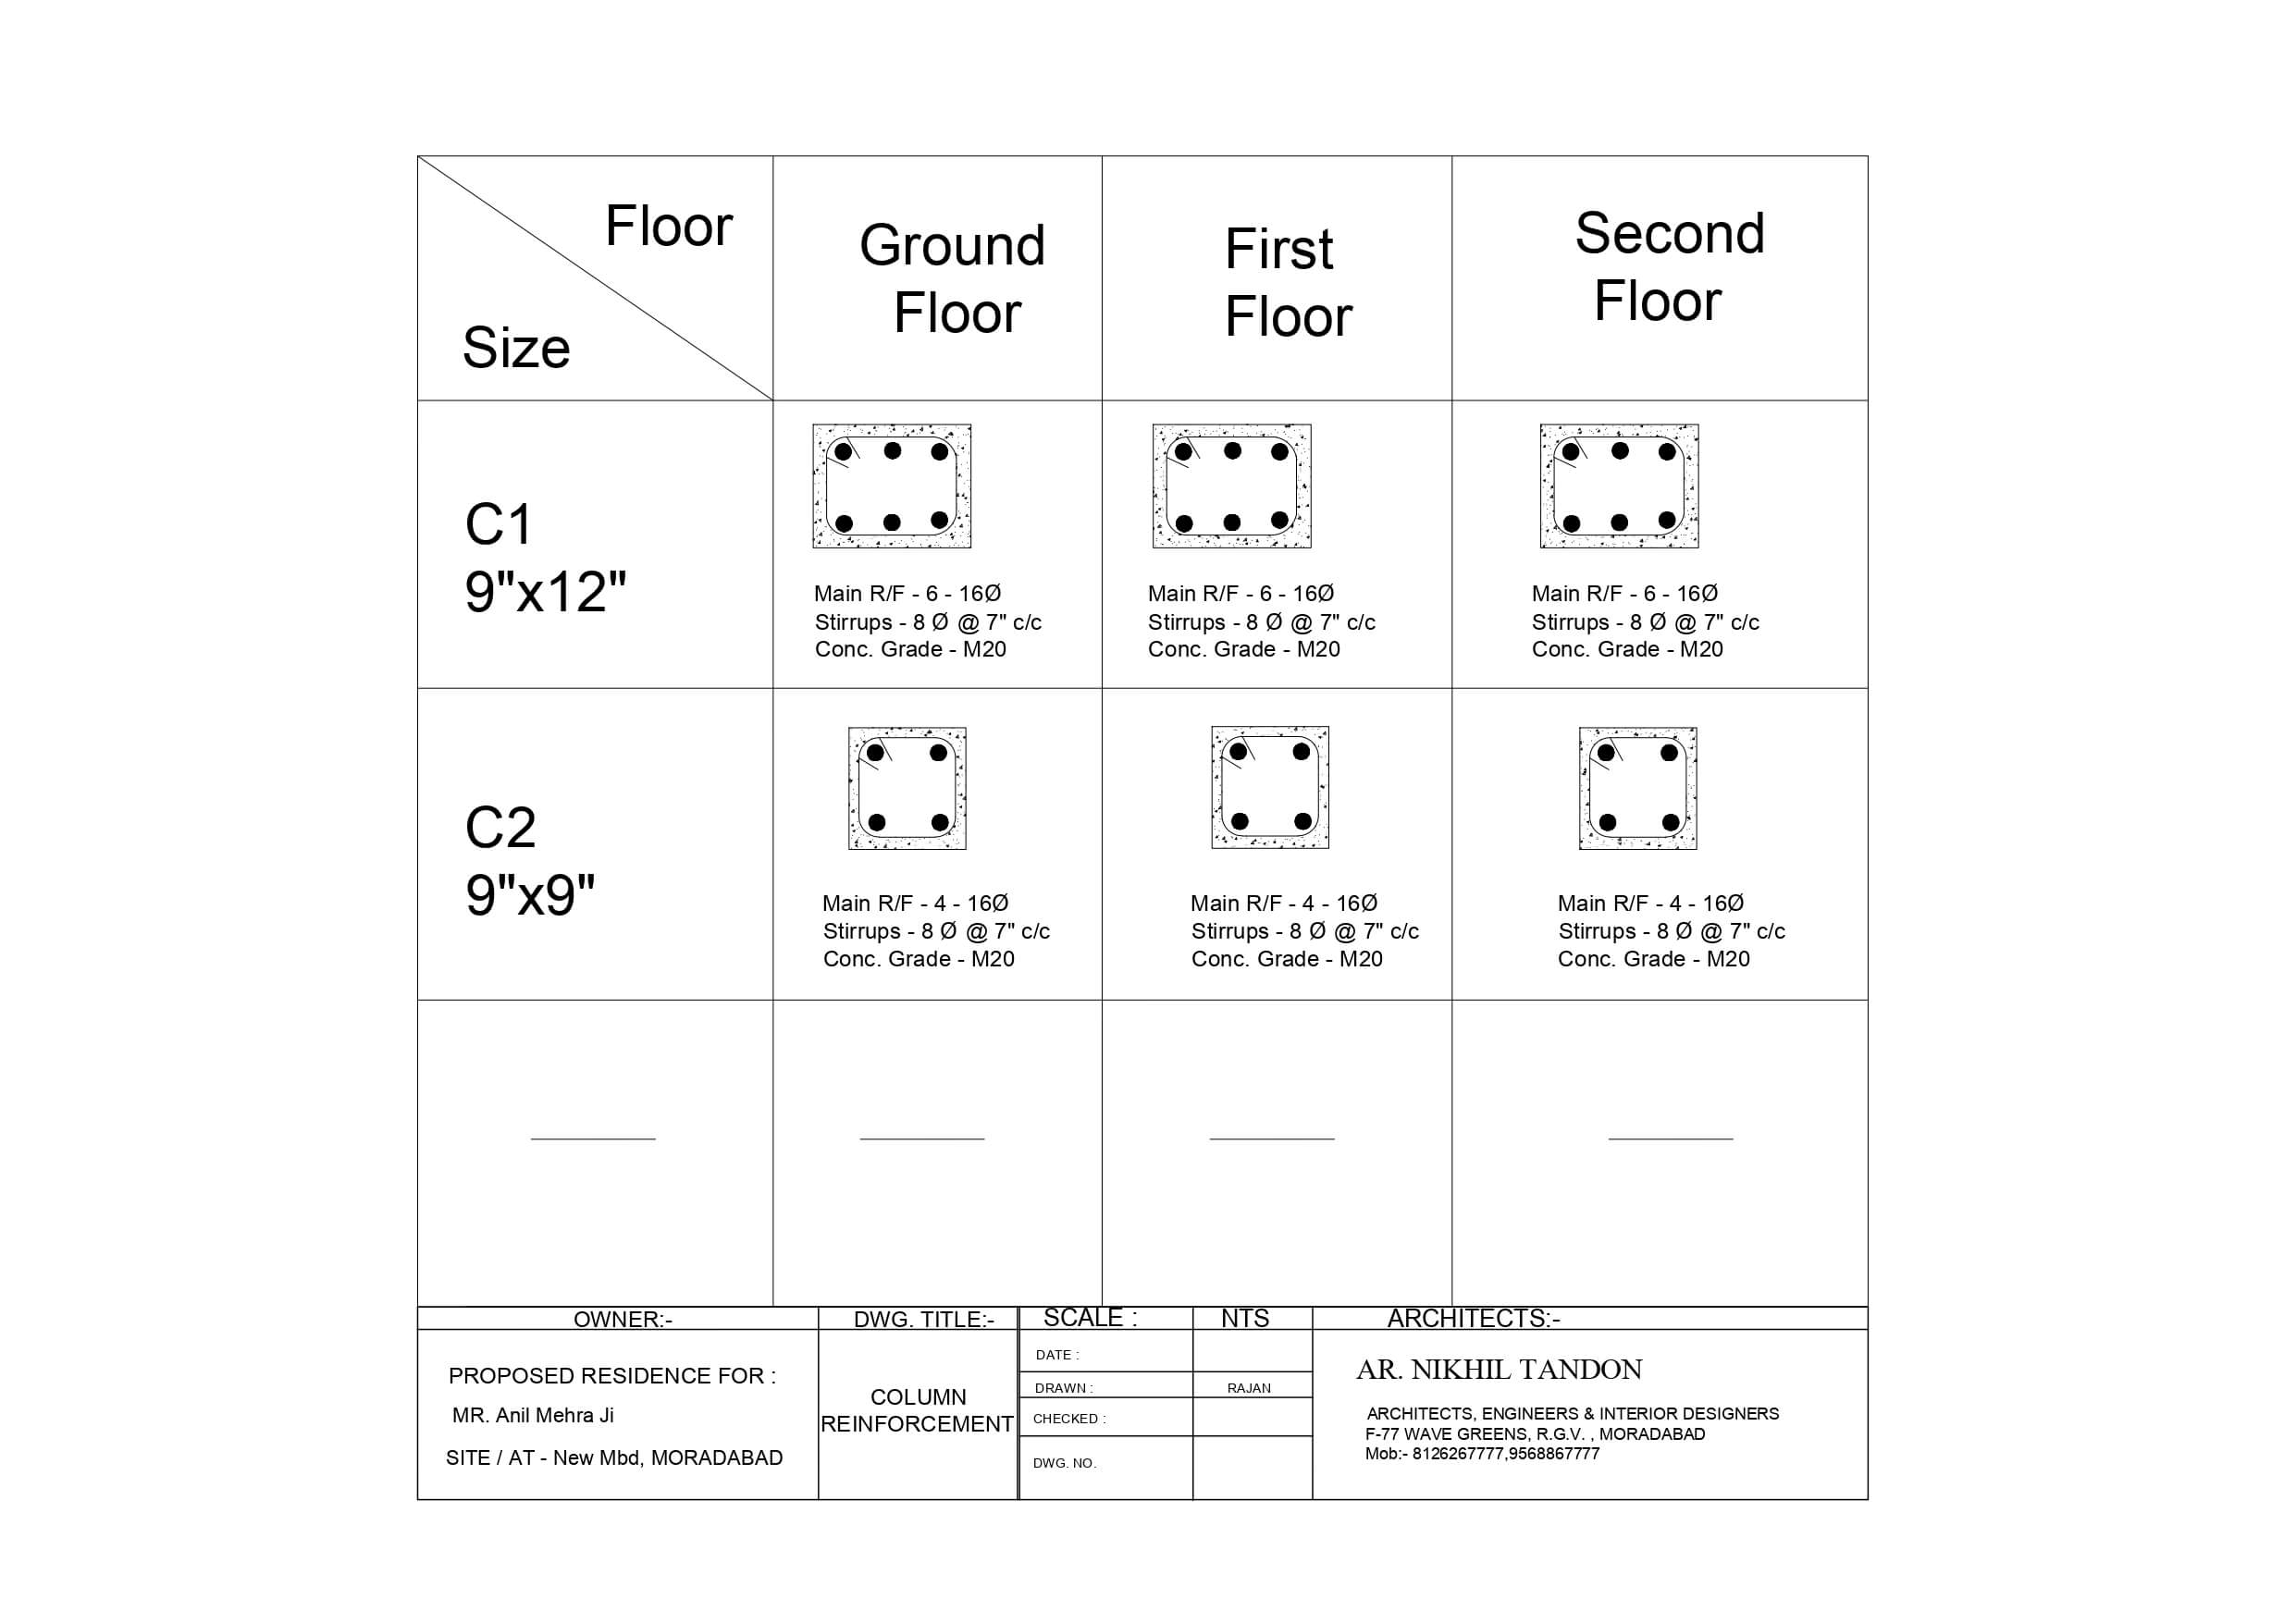 Floor
Size
Ground
Floor
First
Floor
Second
Floor
C1
9"x12"
Main R/F - 6 - 16Ø
Stirrups - 8 Ø @ 7" c/c
Conc. Grade - M20
Main R/F - 6 - 16Ø
Stirrups - 8 Ø @ 7" c/c
Conc. Grade - M20
Main R/F - 6 - 16Ø
Stirrups - 8 Ø @ 7" c/c
Conc. Grade - M20
C2
9"x9"
Main R/F - 4 - 16Ø
Stirrups - 8 Ø @ 7" c/c
Conc. Grade - M20
Main R/F - 4 - 16Ø
Stirrups - 8 Ø @ 7" c/c
Conc. Grade - M20
Main R/F - 4 - 16Ø
Stirrups - 8 Ø @ 7" c/c
Conc. Grade - M20
OWNER:-
PROPOSED RESIDENCE FOR :
MR. Anil Mehra Ji
SITE / AT - New Mbd, MORADABAD
DWG. TITLE:-
COLUMN
REINFORCEMENT
SCALE : NTS
DATE :
DRAWN : RAJAN
CHECKED :
DWG. NO.
ARCHITECTS:-
AR. NIKHIL TANDON
ARCHITECTS, ENGINEERS & INTERIOR DESIGNERS
F-77 WAVE GREENS, R.G.V. , MORADABAD
Mob:- 8126267777,9568867777